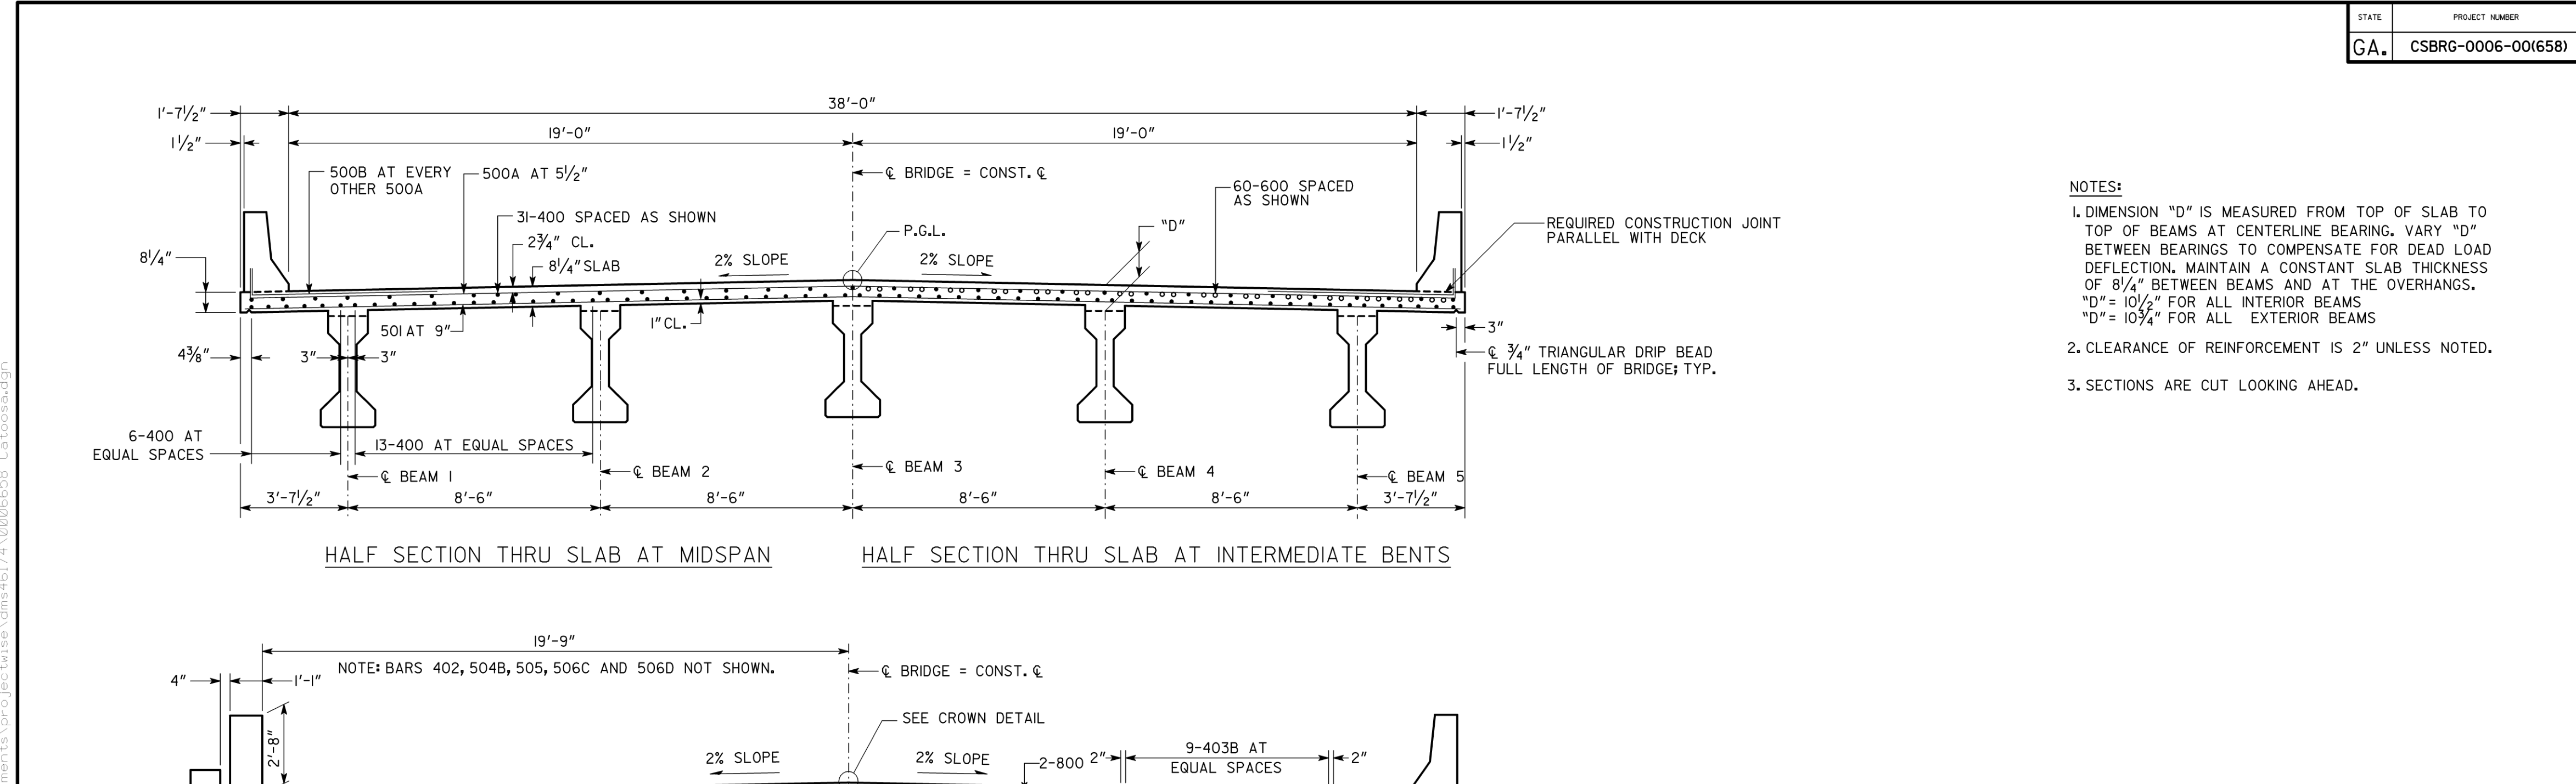 STATE
PROJECT NUMBER
GA.
CSBRG-0006-00(658)
38'-0"
1'-7½"
1'-7½"
19'-0"
19'-0"
1½"
1½"
500B AT EVERY
OTHER 500A
500A AT 5½"
℄ BRIDGE = CONST. ℄
60-600 SPACED
AS SHOWN
31-400 SPACED AS SHOWN
2¾" CL.
P.G.L.
"D"
REQUIRED CONSTRUCTION JOINT
PARALLEL WITH DECK
8¼"
8¼" SLAB
2% SLOPE
2% SLOPE
501 AT 9"
1" CL.
3"
4⅜"
3"
3"
℄ ¾" TRIANGULAR DRIP BEAD
FULL LENGTH OF BRIDGE; TYP.
6-400 AT
EQUAL SPACES
13-400 AT EQUAL SPACES
℄ BEAM 1
℄ BEAM 2
℄ BEAM 3
℄ BEAM 4
℄ BEAM 5
3'-7½"
8'-6"
8'-6"
8'-6"
8'-6"
3'-7½"
HALF SECTION THRU SLAB AT MIDSPAN
HALF SECTION THRU SLAB AT INTERMEDIATE BENTS
NOTES:
1. DIMENSION "D" IS MEASURED FROM TOP OF SLAB TO
TOP OF BEAMS AT CENTERLINE BEARING. VARY "D"
BETWEEN BEARINGS TO COMPENSATE FOR DEAD LOAD
DEFLECTION. MAINTAIN A CONSTANT SLAB THICKNESS
OF 8¼" BETWEEN BEAMS AND AT THE OVERHANGS.
"D"= 10½" FOR ALL INTERIOR BEAMS
"D"= 10¾" FOR ALL EXTERIOR BEAMS
2. CLEARANCE OF REINFORCEMENT IS 2" UNLESS NOTED.
3. SECTIONS ARE CUT LOOKING AHEAD.
19'-9"
NOTE: BARS 402, 504B, 505, 506C AND 506D NOT SHOWN.
℄ BRIDGE = CONST. ℄
4"
1'-1"
2'-8"
SEE CROWN DETAIL
2% SLOPE
2% SLOPE
2-800
2"
9-403B AT
EQUAL SPACES
2"